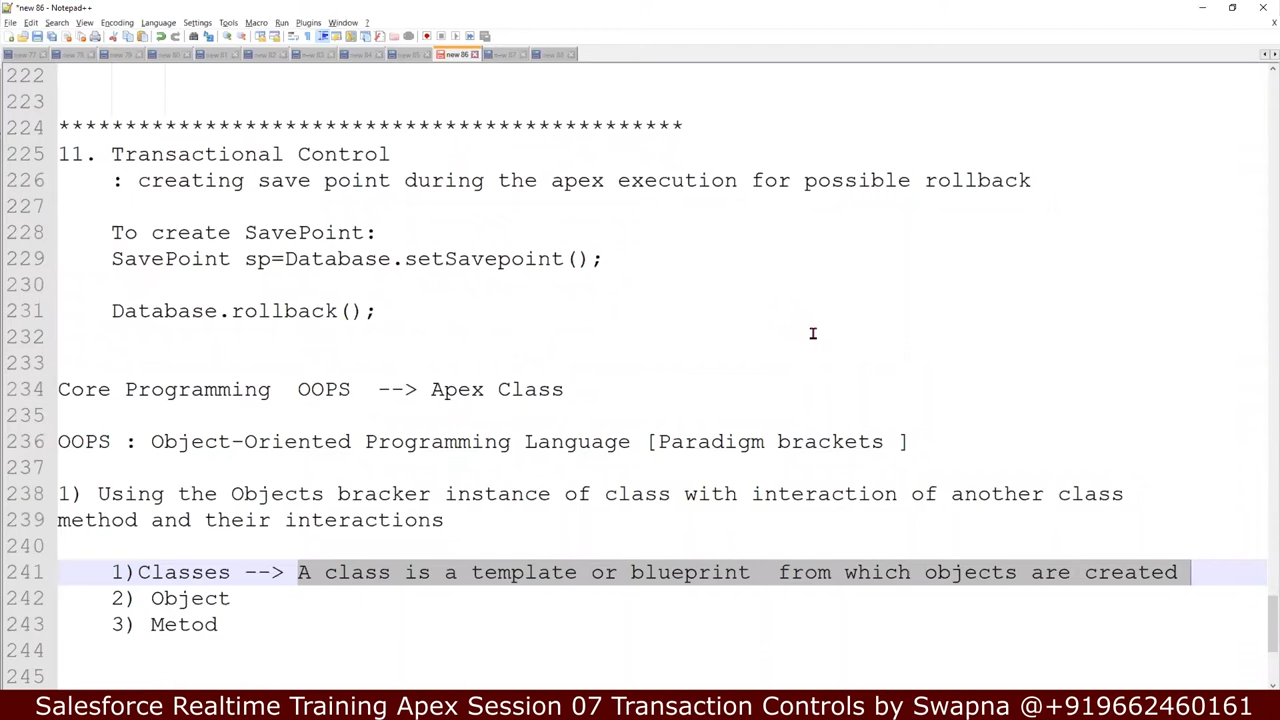 *new 86 - Notepad++
File Edit Search View Encoding Language Settings Tools Macro Run Plugins Window ?
new 86
222
223
224 ***********************************************
225 11. Transactional Control
226 : creating save point during the apex execution for possible rollback
227
228 To create SavePoint:
229 SavePoint sp=Database.setSavepoint();
230
231 Database.rollback();
232
233
234 Core Programming OOPS --> Apex Class
235
236 OOPS : Object-Oriented Programming Language [Paradigm brackets ]
237
238 1) Using the Objects bracker instance of class with interaction of another class
239 method and their interactions
240
241 1)Classes --> A class is a template or blueprint from which objects are created
242 2) Object
243 3) Metod
244
245
Salesforce Realtime Training Apex Session 07 Transaction Controls by Swapna @+919662460161